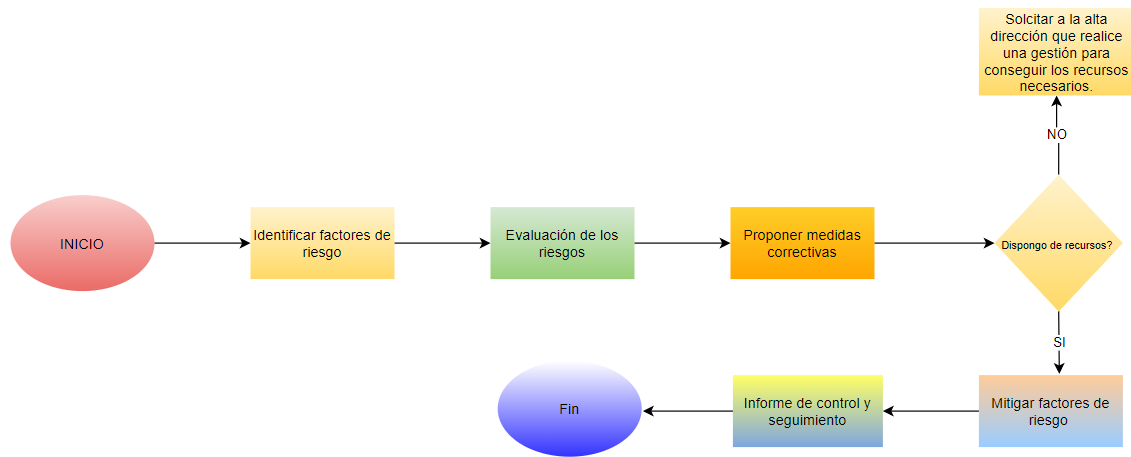 Solcitar a la alta
dirección que realice
una gestión para
conseguir los recursos
necesarios.
NO
INICIO
Identificar factores de
riesgo
Evaluación de los
riesgos
Proponer medidas
correctivas
Dispongo de recursos?
SI
Mitigar factores de
riesgo
Informe de control y
seguimiento
Fin